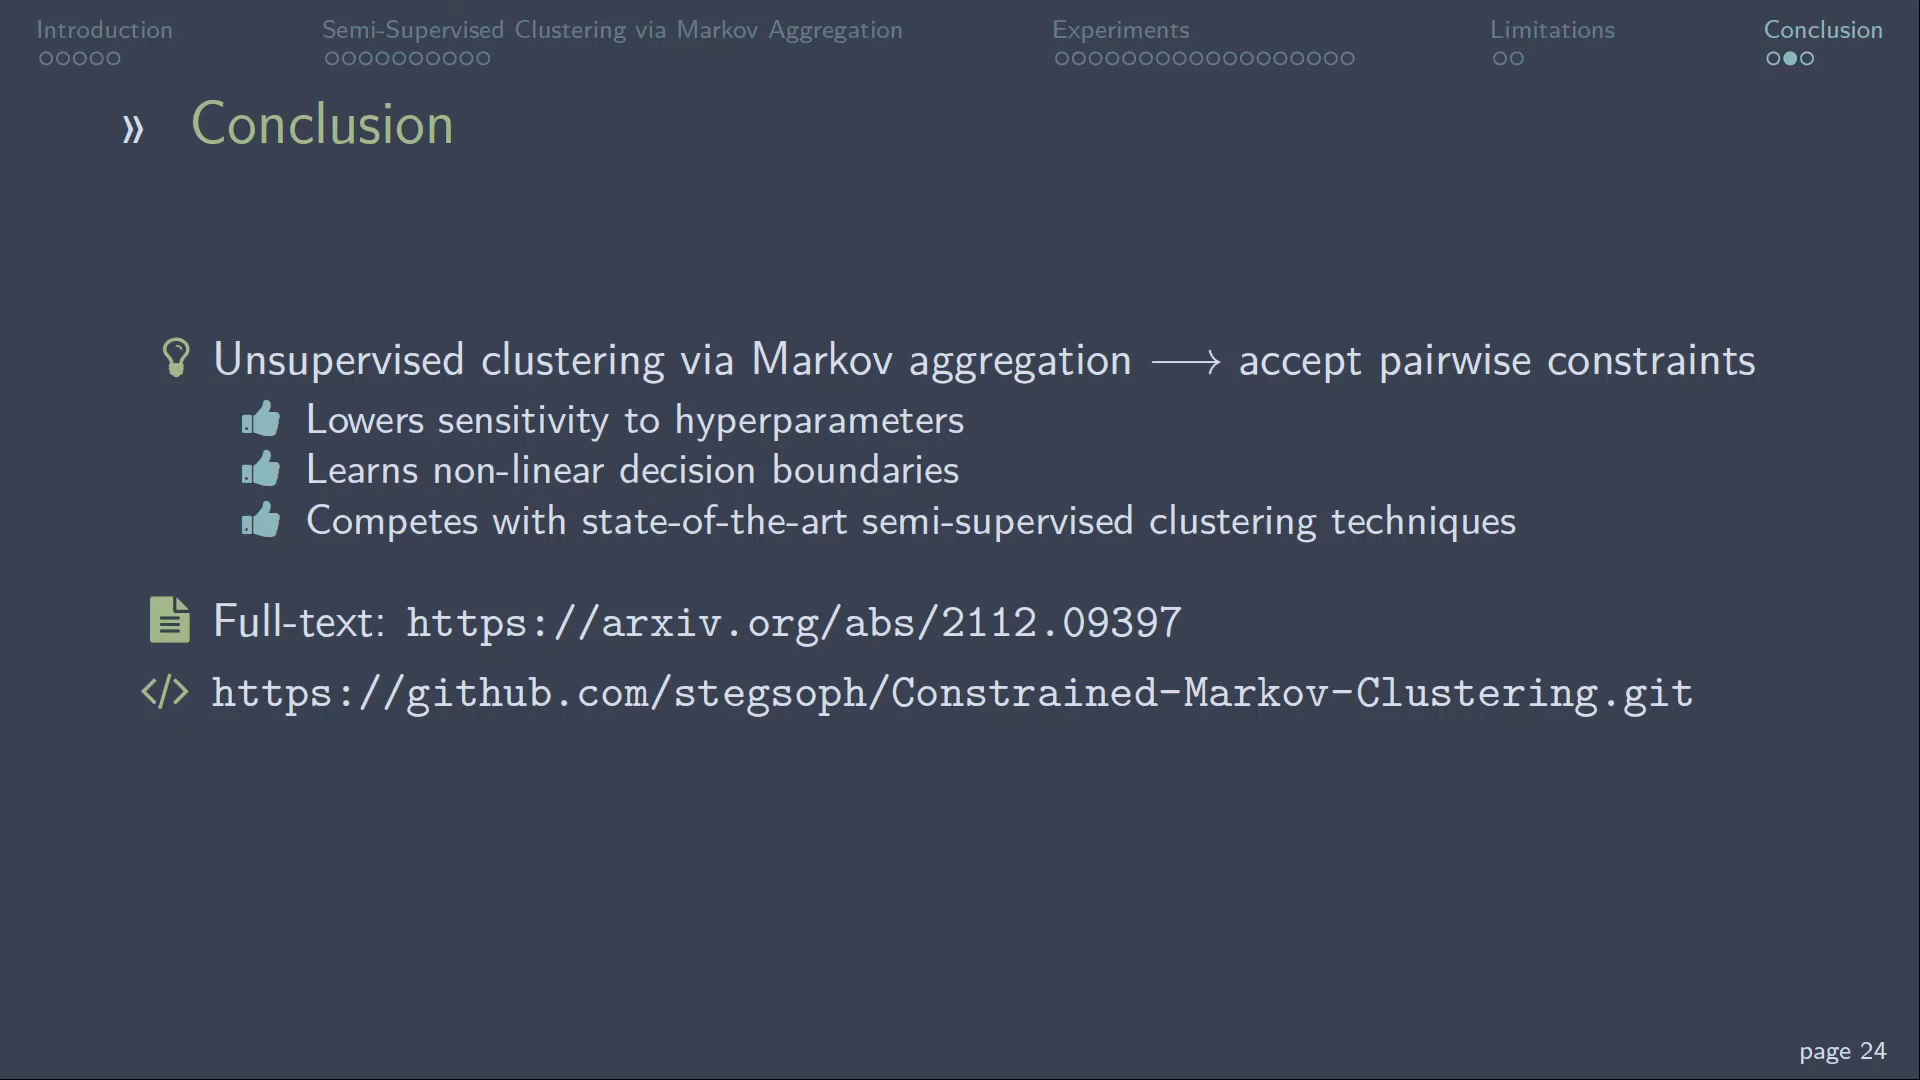 Introduction
Semi-Supervised Clustering via Markov Aggregation
Experiments
Limitations
Conclusion
» Conclusion
Unsupervised clustering via Markov aggregation ⟶ accept pairwise constraints
Lowers sensitivity to hyperparameters
Learns non-linear decision boundaries
Competes with state-of-the-art semi-supervised clustering techniques
Full-text: https://arxiv.org/abs/2112.09397
</> https://github.com/stegsoph/Constrained-Markov-Clustering.git
page 24